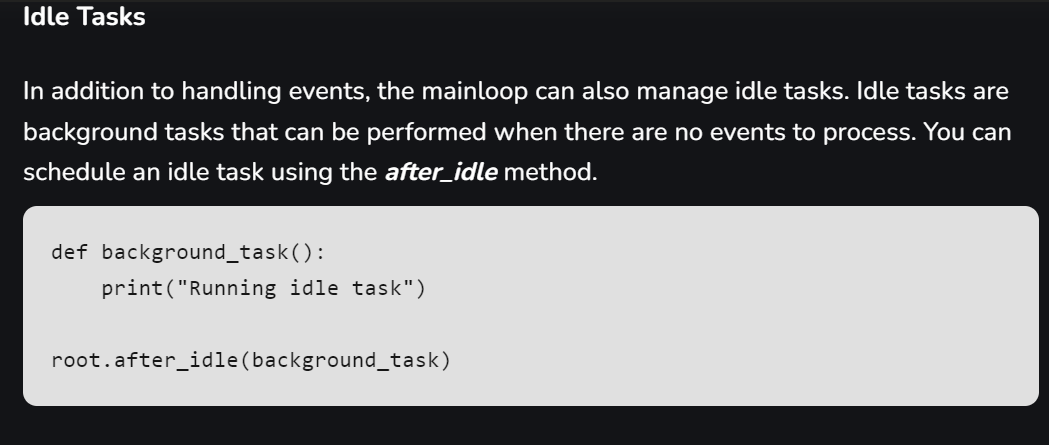 Idle Tasks
In addition to handling events, the mainloop can also manage idle tasks. Idle tasks are
background tasks that can be performed when there are no events to process. You can
schedule an idle task using the after_idle method.
def background_task():
    print("Running idle task")
root.after_idle(background_task)